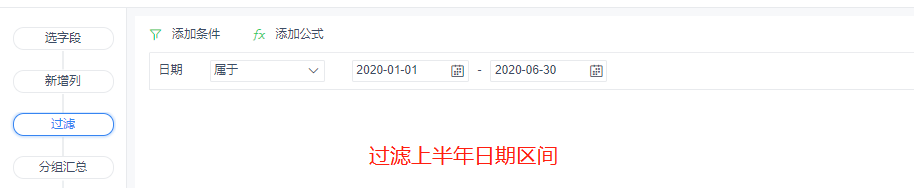 选字段
新增列
过滤
分组汇总
添加条件 fx 添加公式
日期 属于 2020-01-01 - 2020-06-30
过滤上半年日期区间